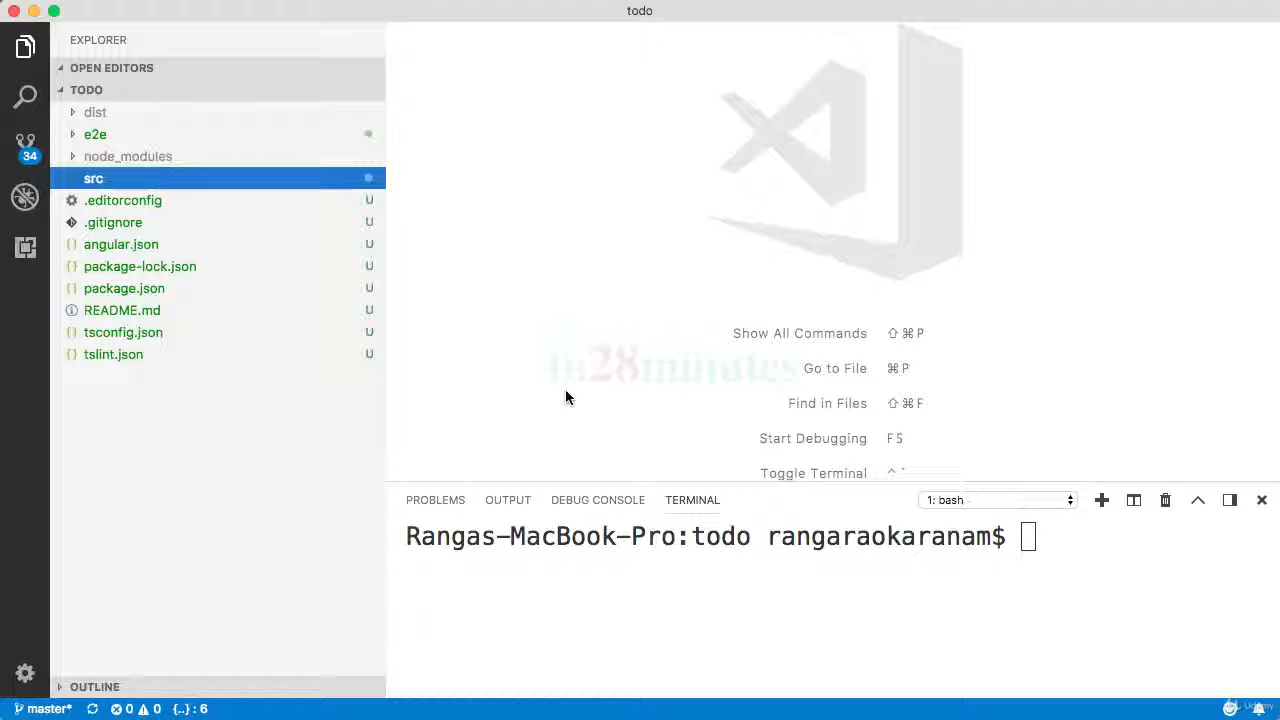 todo
EXPLORER
OPEN EDITORS
TODO
dist
e2e
node_modules
src
.editorconfig U
.gitignore U
angular.json U
package-lock.json U
package.json U
README.md U
tsconfig.json U
tslint.json U
OUTLINE
34
in28minutes
Show All Commands ⇧⌘P
Go to File ⌘P
Find in Files ⇧⌘F
Start Debugging F5
Toggle Terminal ^`
PROBLEMS OUTPUT DEBUG CONSOLE TERMINAL 1: bash
Rangas-MacBook-Pro:todo rangaraokaranam$
master* 0 0 {..} : 6
Udemy